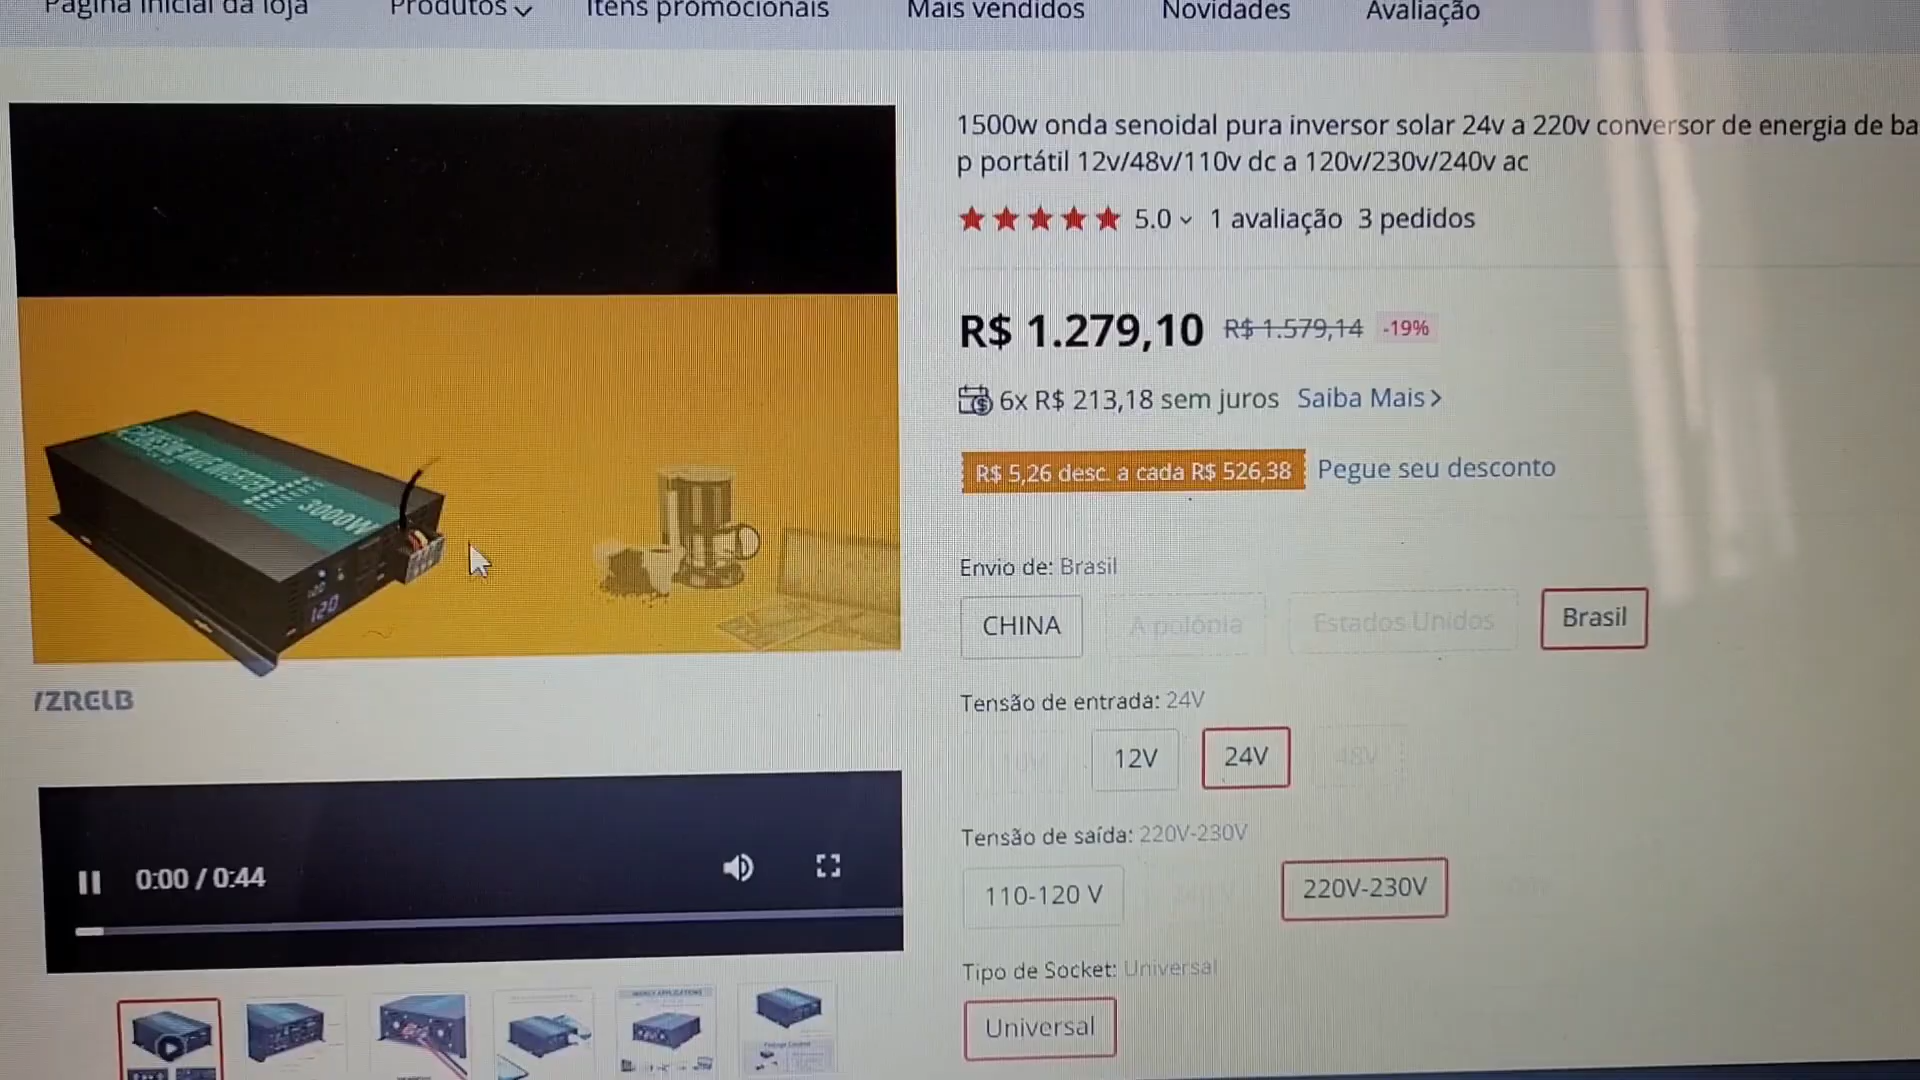 Página inicial da loja
Produtos
Itens promocionais
Mais vendidos
Novidades
Avaliação
1500w onda senoidal pura inversor solar 24v a 220v conversor de energia de ba
p portátil 12v/48v/110v dc a 120v/230v/240v ac
5.0 1 avaliação 3 pedidos
R$ 1.279,10 R$ 1.579,14 -19%
6x R$ 213,18 sem juros Saiba Mais
R$ 5,26 desc. a cada R$ 526,38 Pegue seu desconto
Envio de: Brasil
CHINA
A polônia
Estados Unidos
Brasil
Tensão de entrada: 24V
12V
24V
48V
Tensão de saída: 220V-230V
110-120 V
220V-230V
Tipo de Socket: Universal
Universal
WAVE INVERTER
3000W
120
WZRELB
0:00 / 0:44